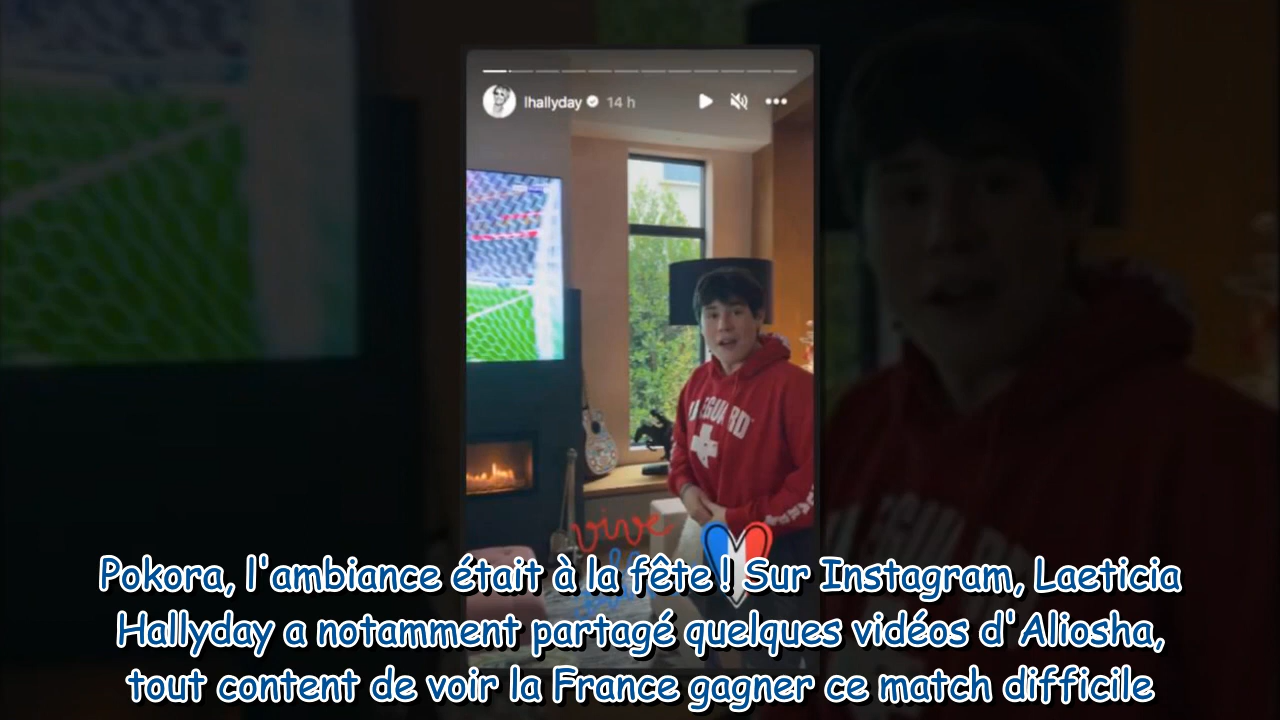 lhallyday 14 h
vive
Pokora, l'ambiance était à la fête ! Sur Instagram, Laeticia
Hallyday a notamment partagé quelques vidéos d'Aliosha,
tout content de voir la France gagner ce match difficile